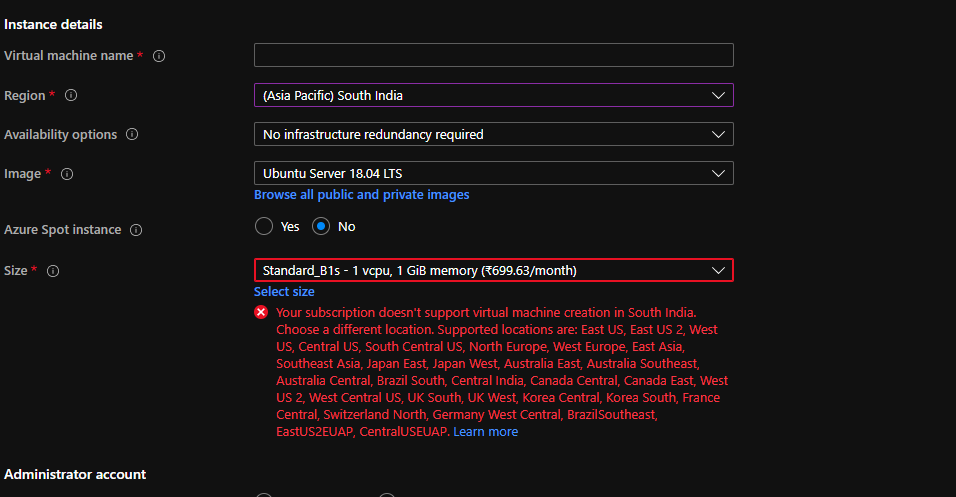 Instance details
Virtual machine name *
Region * (Asia Pacific) South India
Availability options No infrastructure redundancy required
Image * Ubuntu Server 18.04 LTS
Browse all public and private images
Azure Spot instance Yes No
Size * Standard_B1s - 1 vcpu, 1 GiB memory (₹699.63/month)
Select size
Your subscription doesn't support virtual machine creation in South India.
Choose a different location. Supported locations are: East US, East US 2, West
US, Central US, South Central US, North Europe, West Europe, East Asia,
Southeast Asia, Japan East, Japan West, Australia East, Australia Southeast,
Australia Central, Brazil South, Central India, Canada Central, Canada East, West
US 2, West Central US, UK South, UK West, Korea Central, Korea South, France
Central, Switzerland North, Germany West Central, BrazilSoutheast,
EastUS2EUAP, CentralUSEUAP. Learn more
Administrator account